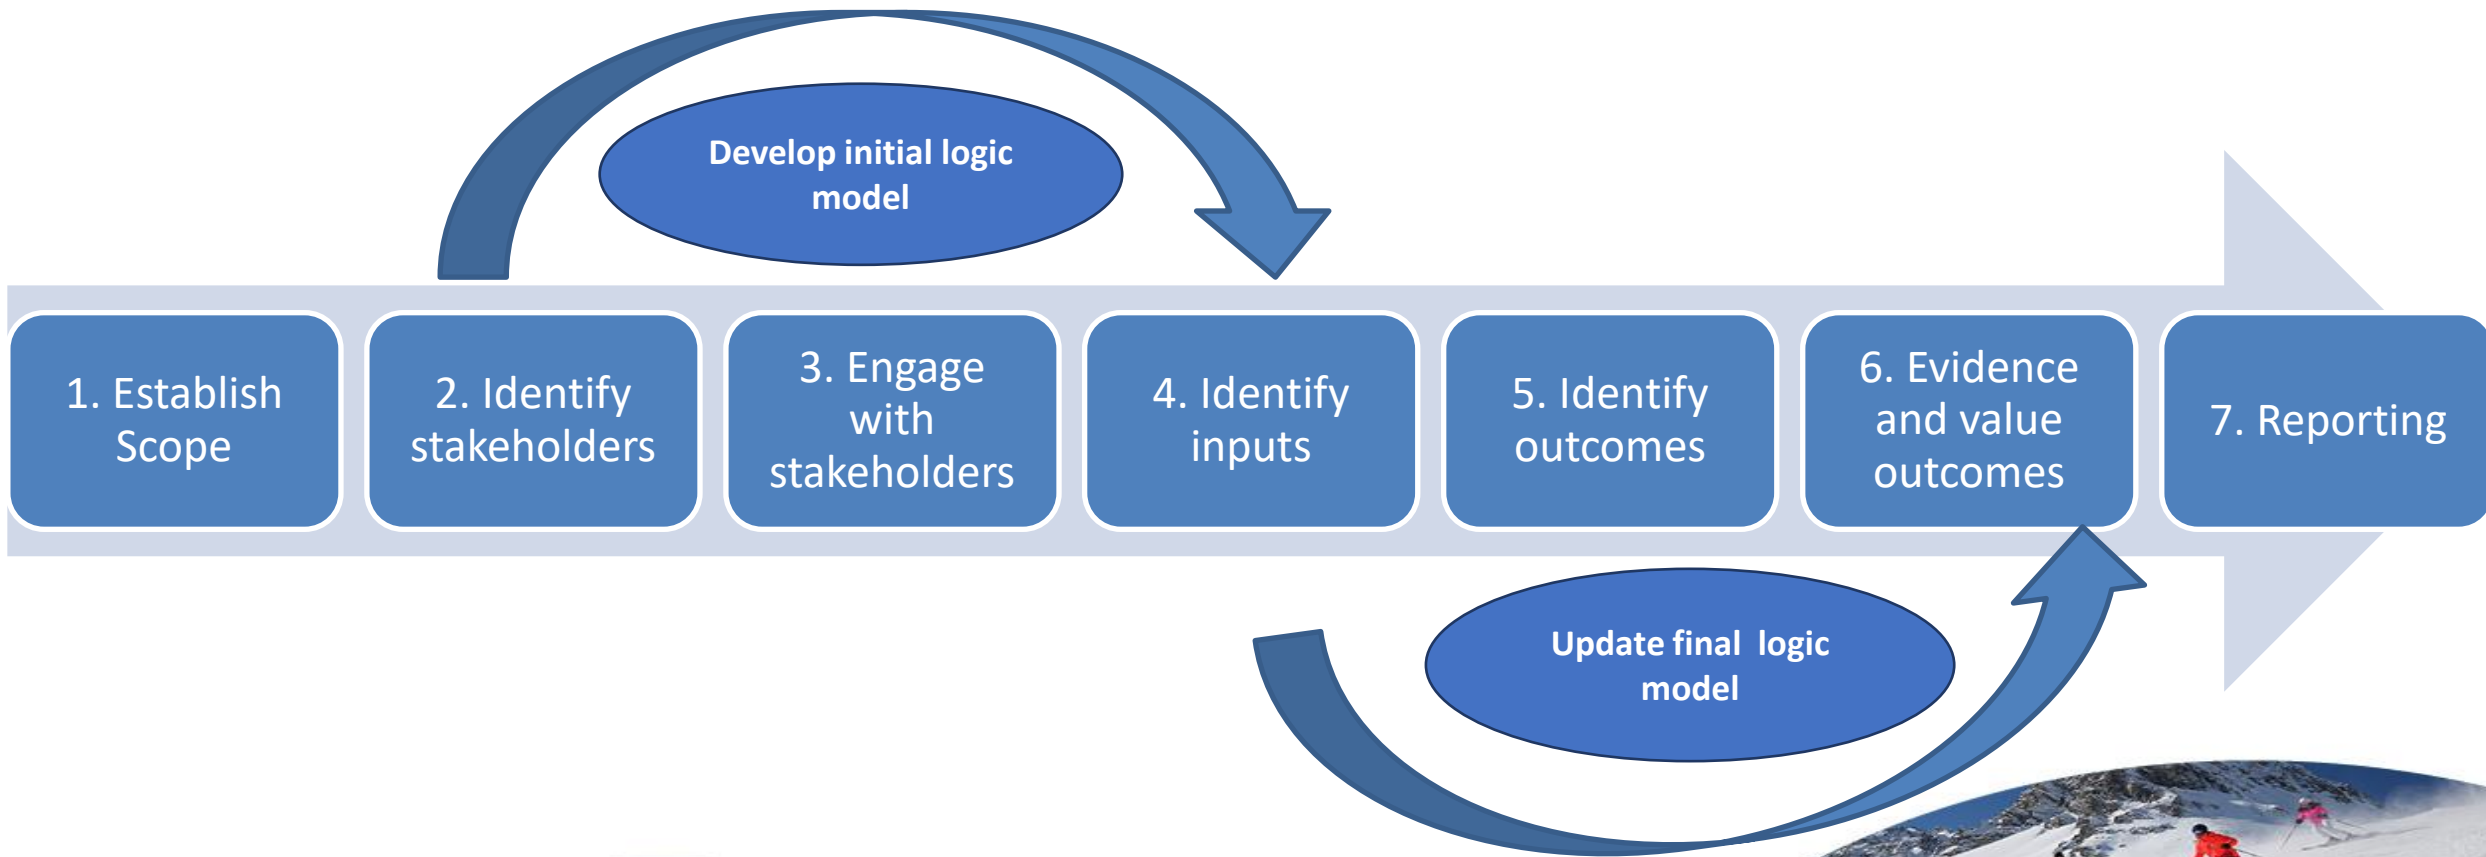 Develop initial logic
model
1. Establish
Scope
2. Identify
stakeholders
3. Engage
with
stakeholders
4. Identify
inputs
5. Identify
outcomes
6. Evidence
and value
outcomes
7. Reporting
Update final  logic
model